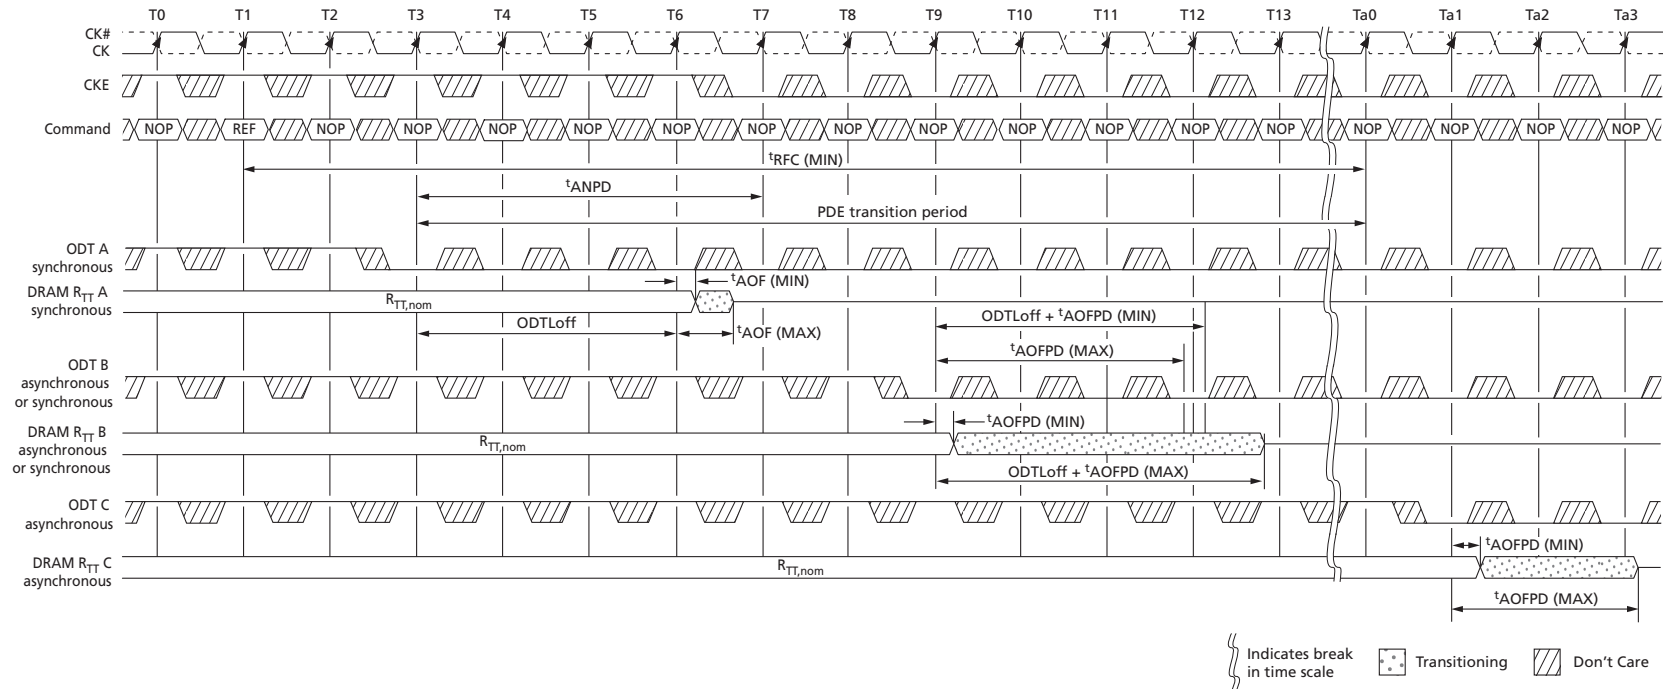 T0 T1 T2 T3 T4 T5 T6 T7 T8 T9 T10 T11 T12 T13 Ta0 Ta1 Ta2 Ta3
CK#
CK
CKE
Command NOP REF NOP NOP NOP NOP NOP NOP NOP NOP NOP NOP NOP NOP NOP NOP NOP NOP
tRFC (MIN)
tANPD
PDE transition period
ODT A
synchronous
tAOF (MIN)
DRAM RTT A
synchronous
RTT,nom
ODTLoff + tAOFPD (MIN)
ODTLoff
tAOF (MAX)
tAOFPD (MAX)
ODT B
asynchronous
or synchronous
tAOFPD (MIN)
DRAM RTT B
asynchronous
or synchronous
RTT,nom
ODTLoff + tAOFPD (MAX)
ODT C
asynchronous
tAOFPD (MIN)
DRAM RTT C
asynchronous
RTT,nom
tAOFPD (MAX)
Indicates break
in time scale
Transitioning
Don't Care